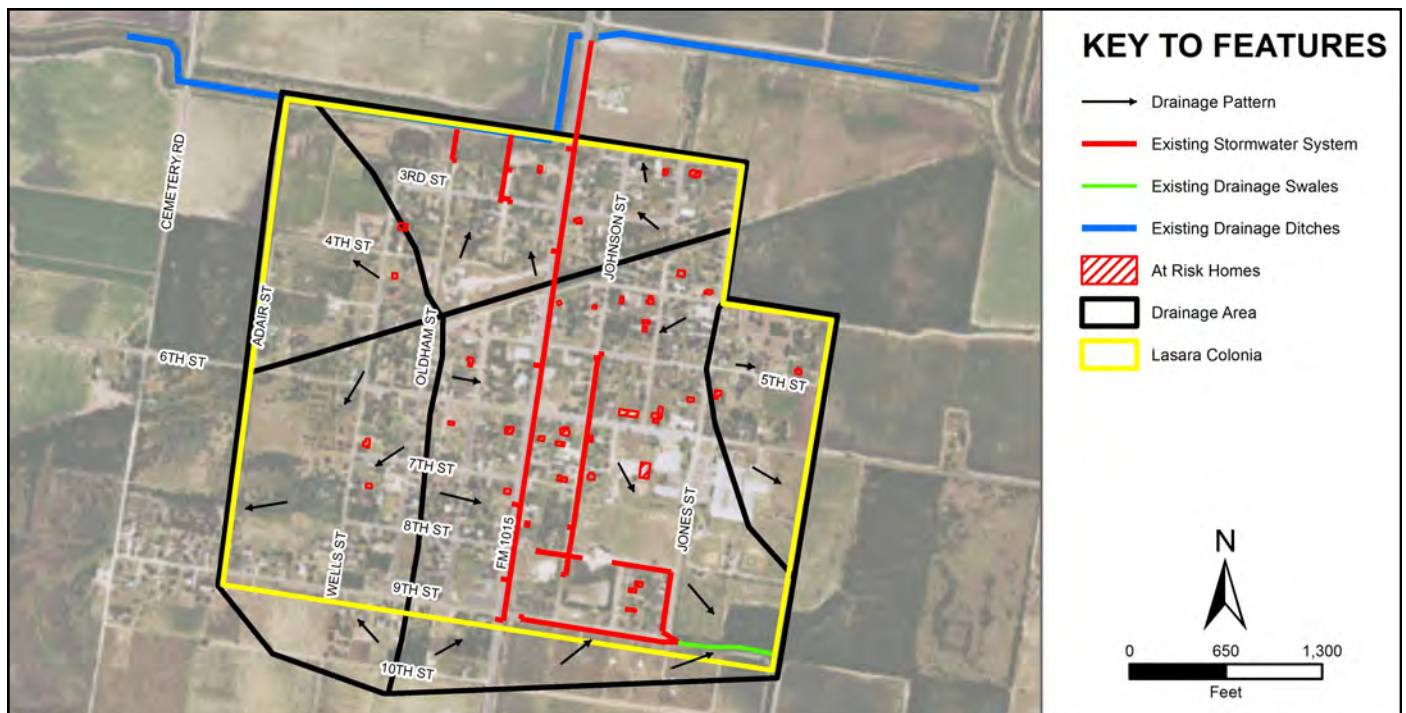 KEY TO FEATURES
Drainage Pattern
Existing Stormwater System
Existing Drainage Swales
Existing Drainage Ditches
At Risk Homes
Drainage Area
Lasara Colonia
N
0 650 1,300
Feet
CEMETERY RD
3RD ST
JOHNSON ST
4TH ST
ADAIR ST
OLDHAM ST
6TH ST
5TH ST
7TH ST
8TH ST
JONES ST
FM 1015
WELLS ST
9TH ST
10TH ST